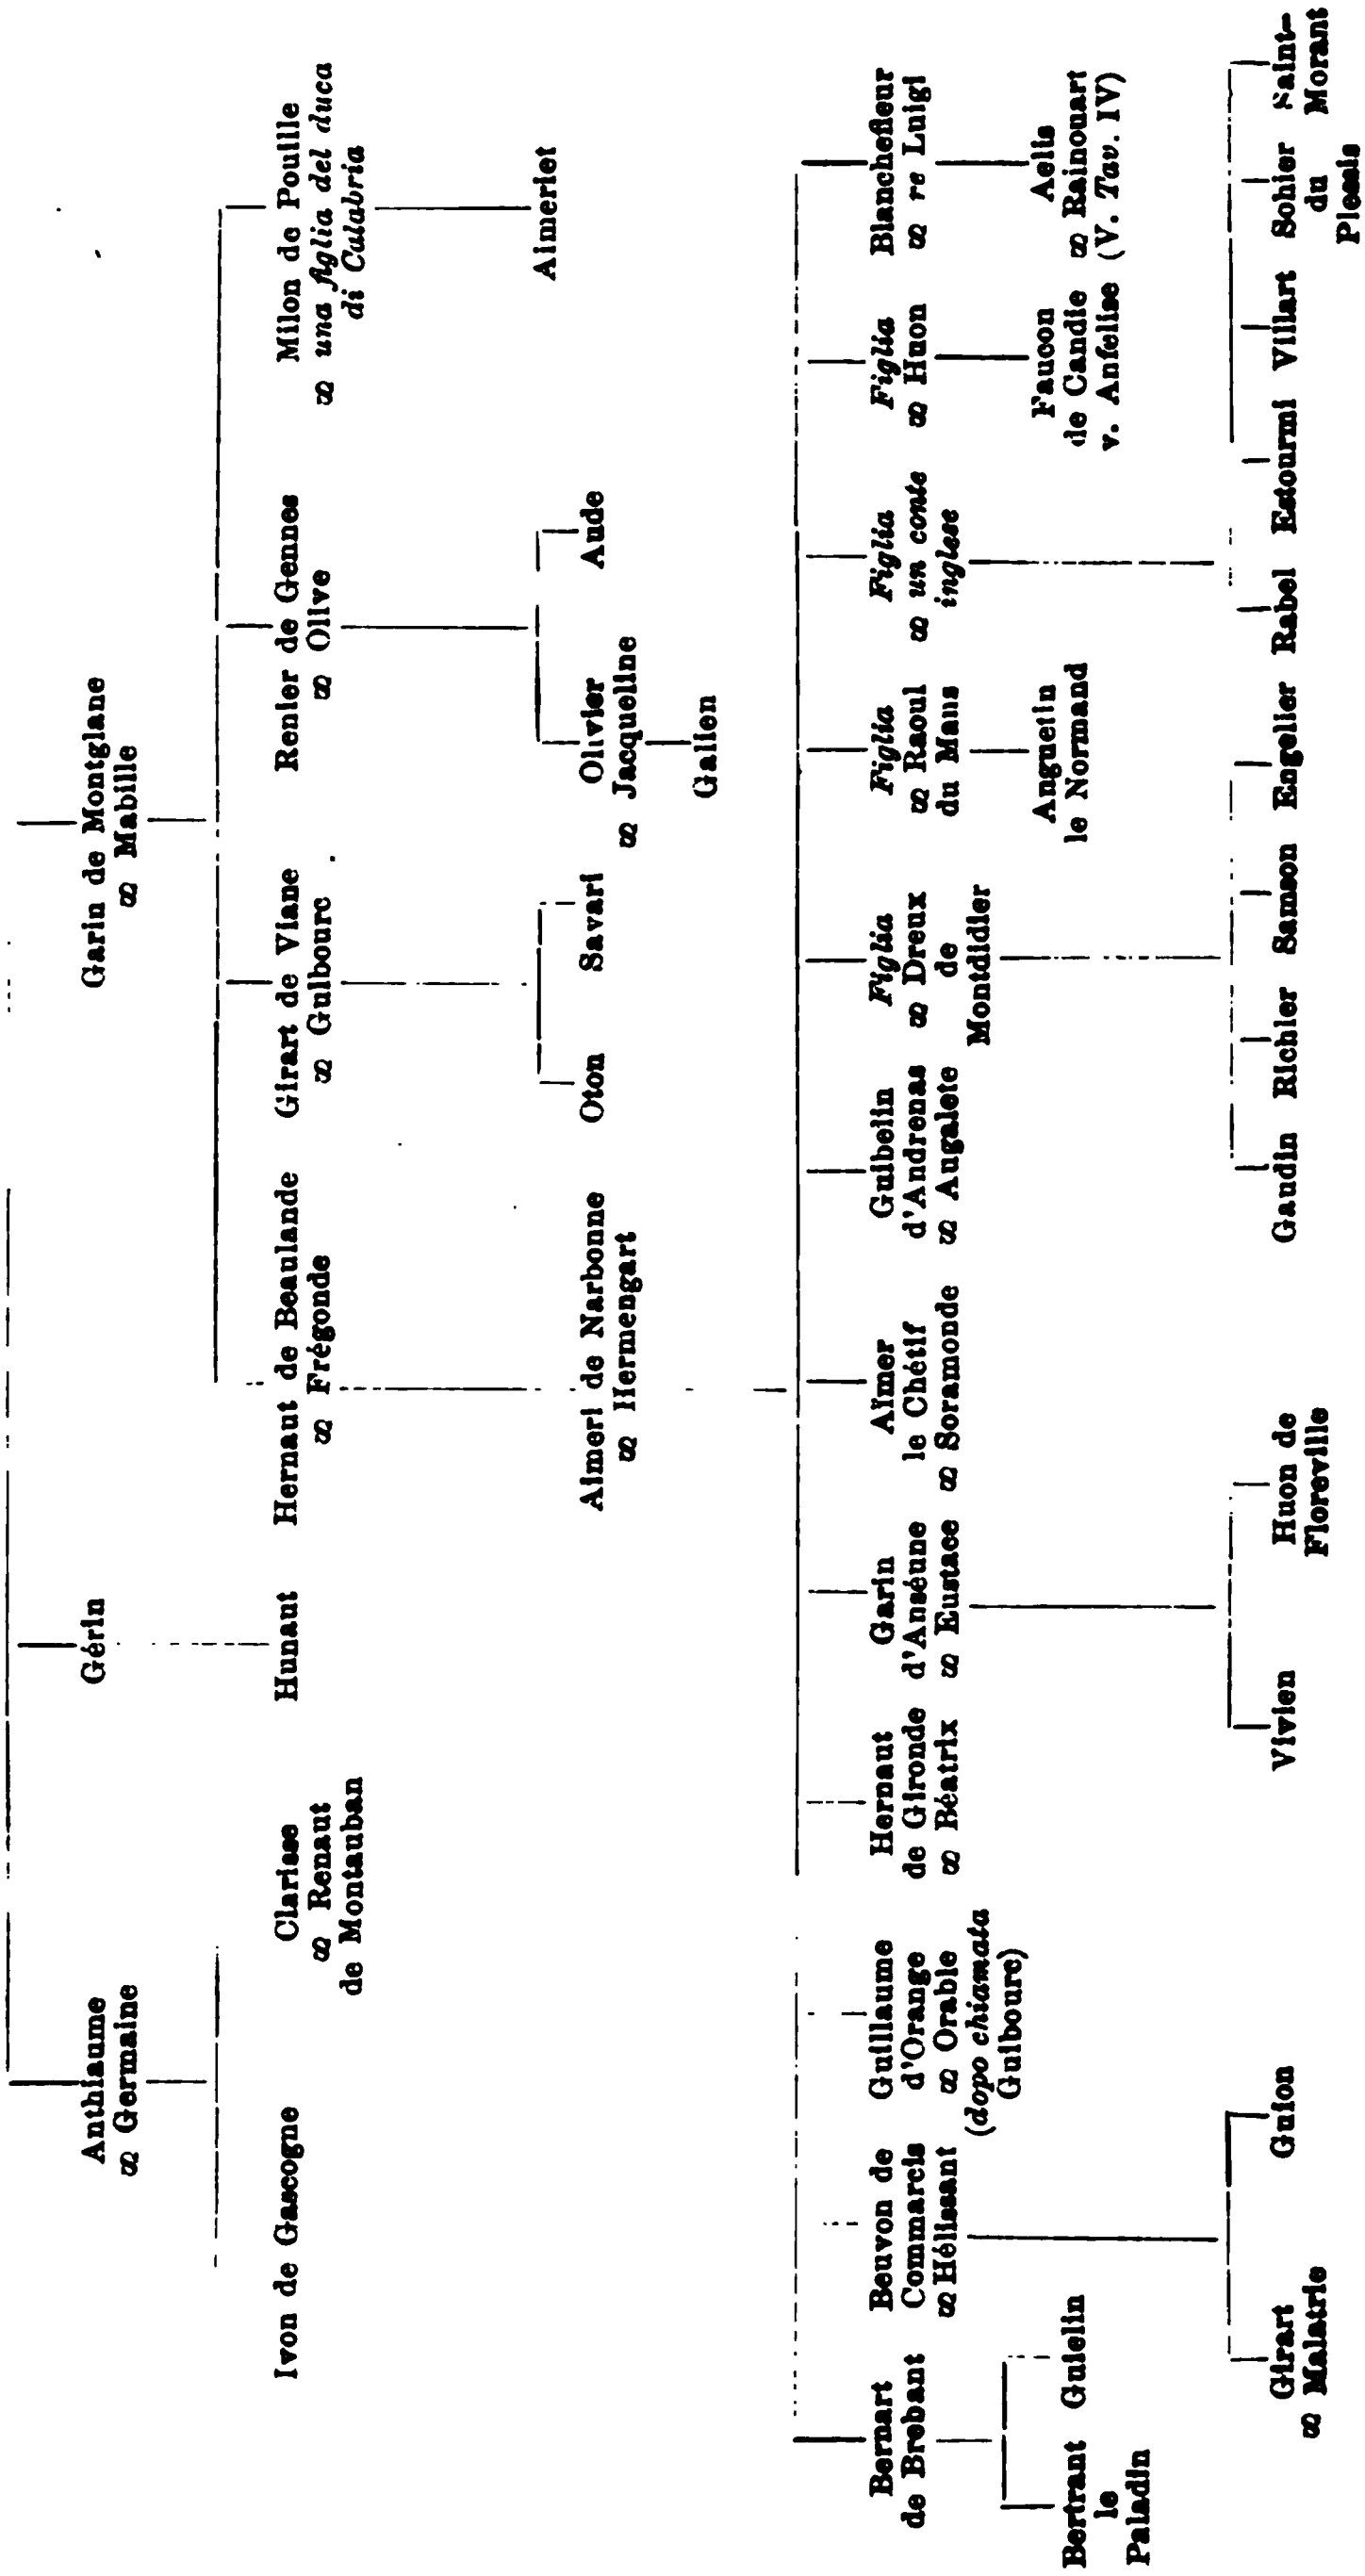 Anthiaume
∞ Germaine
Gérin
Garin de Montglane
∞ Mabille
Ivon de Gascogne
Clarisse
∞ Renaut
de Montauban
Hunaut
Hernaut de Beaulande
∞ Frégonde
Girart de Viane
∞ Guibourc
Renier de Gennes
∞ Olive
Milon de Pouille
∞ una figlia del duca
di Calabria
Aimeri de Narbonne
∞ Hermengart
Oton
Savari
Olivier
∞ Jacqueline
Galien
Aude
Aimeriet
Bernart
de Brebant
Beuvon de
Commarcis
∞ Hélissant
Guillaume
d'Orange
∞ Orable
(dopo chiamata
Guibourc)
Hernaut
de Gironde
∞ Béatrix
Garin
d'Anséune
∞ Eustace
Aïmer
le Chétif
∞ Soramonde
Guibelin
d'Andrenas
∞ Augalete
Figlia
∞ Dreux
de
Montdidier
Figlia
∞ Raoul
du Mans
Figlia
∞ un conte
inglese
Figlia
∞ Huon
Blanchefleur
∞ re Luigi
Bertrant
le
Paladin
Guielin
Anguetin
le Normand
Faucon
de Candie
v. Anfelise
Aelis
∞ Rainouart
(V. Tav. IV)
Girart
∞ Malatrie
Guion
Vivien
Huon de
Floreville
Gaudin
Richier
Samson
Engelier
Rabel
Estourmi
Villart
Sohier
du
Plessis
Saint-
Morant